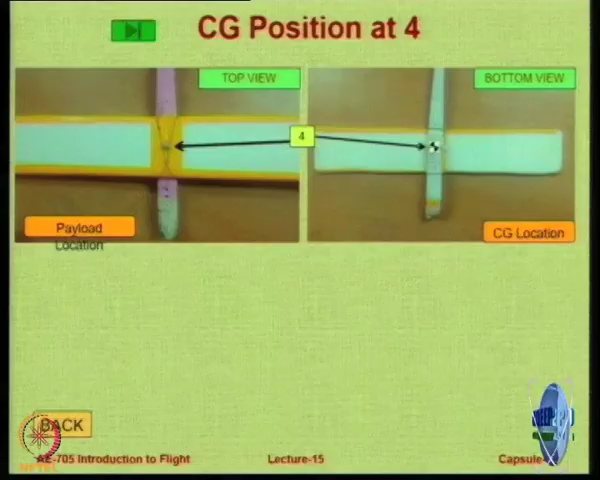 CG Position at 4
TOP VIEW
BOTTOM VIEW
4
Payload
Location
CG Location
BACK
AE-705 Introduction to Flight
Lecture-15
Capsule-
NPTEL